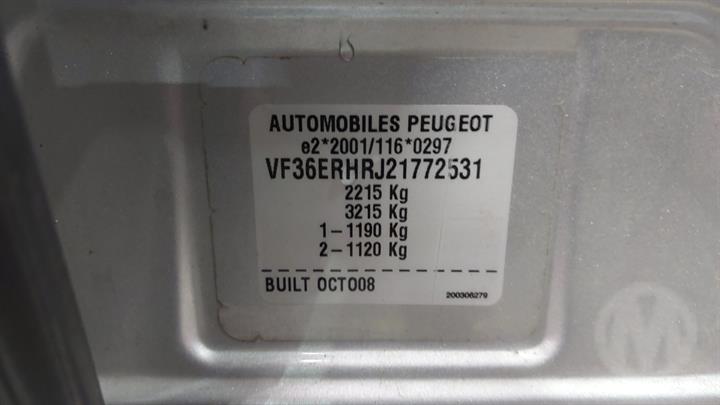 AUTOMOBILES PEUGEOT
e2*2001/116*0297
VF36ERHRJ21772531
2215 Kg
3215 Kg
1-1190 Kg
2-1120 Kg
BUILT OCTO08
200306279
M